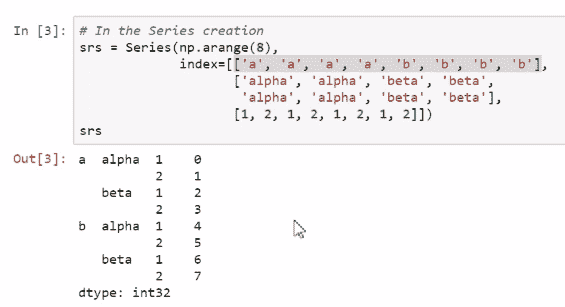 In [3]: # In the Series creation
srs = Series(np.arange(8),
index=[['a', 'a', 'a', 'a', 'b', 'b', 'b', 'b'],
['alpha', 'alpha', 'beta', 'beta',
'alpha', 'alpha', 'beta', 'beta'],
[1, 2, 1, 2, 1, 2, 1, 2]])
srs
Out[3]: a alpha 1 0
2 1
beta 1 2
2 3
b alpha 1 4
2 5
beta 1 6
2 7
dtype: int32